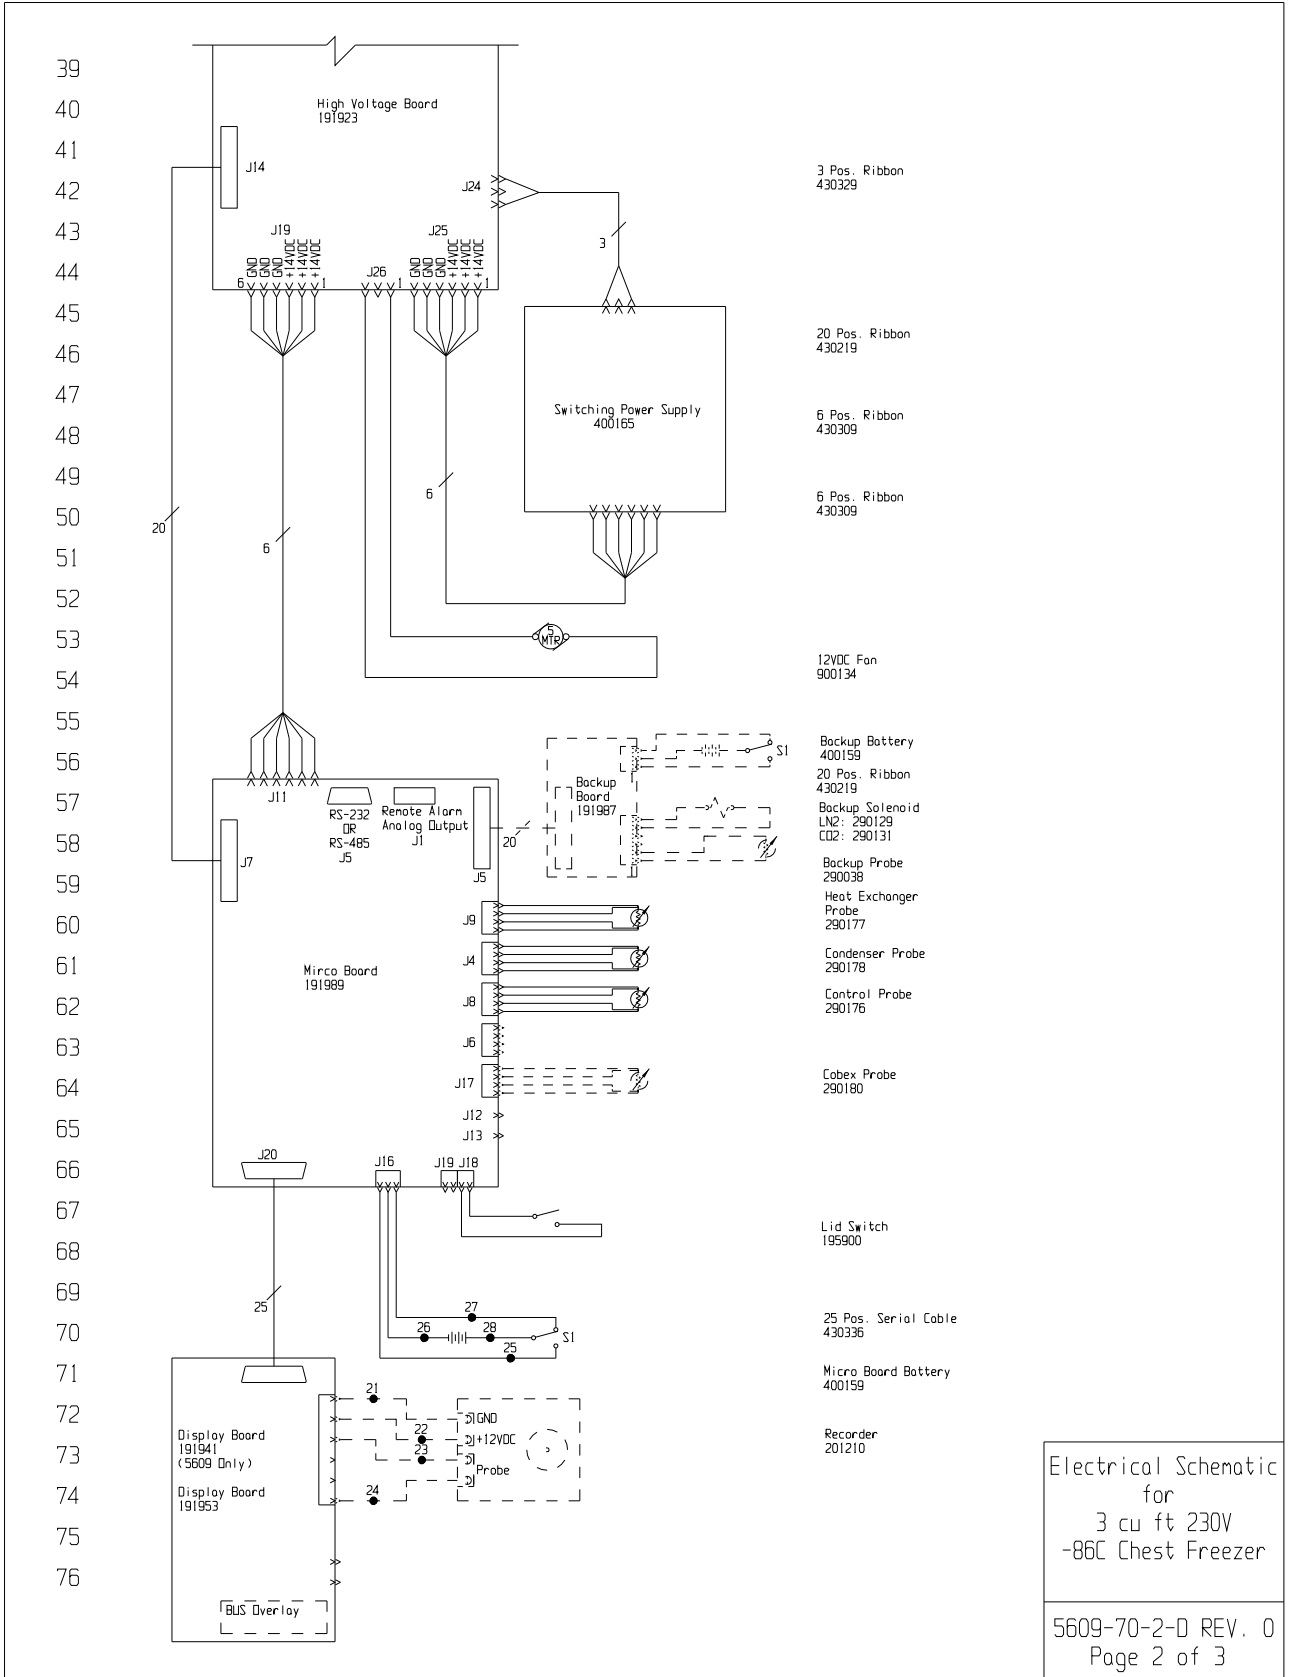 39
High Voltage Board
40
191923
41
J14
3 Pos. Ribbon
42
J24
430329
43
J19
J25
3
GND
GND
GND
+14VDC
+14VDC
+14VDC
GND
GND
GND
+14VDC
+14VDC
+14VDC
44
6
1
J26
1
1
45
20 Pos. Ribbon
46
430219
47
Switching Power Supply
400165
6 Pos. Ribbon
48
430309
49
6
6 Pos. Ribbon
50
430309
20
6
51
52
53
5
MTR
12VDC Fan
54
900134
55
S1
Backup Battery
56
400159
20 Pos. Ribbon
430219
57
J11
Backup
Board
191987
1
RS-232
OR
RS-485
J5
Remote Alarm
Analog Output
J1
Backup Solenoid
LN2: 290129
CO2: 290131
58
20
J7
J5
1
Backup Probe
59
290038
Heat Exchanger
Probe
60
J9
290177
61
J4
Condenser Probe
290178
Mirco Board
191989
62
J8
Control Probe
290176
63
J6
64
J17
Cobex Probe
290180
65
J12
J13
66
J20
J16
J19 J18
67
Lid Switch
68
195900
69
25
27
25 Pos. Serial Cable
70
26
28
S1
430336
25
71
Micro Board Battery
400159
21
72
GND
22
+12VDC
23
Probe
24
Display Board
191941
(5609 Only)
Display Board
191953
Recorder
73
201210
74
75
76
BUS Overlay
Electrical Schematic
for
3 cu ft 230V
-86C Chest Freezer
5609-70-2-D REV. 0
Page 2 of 3